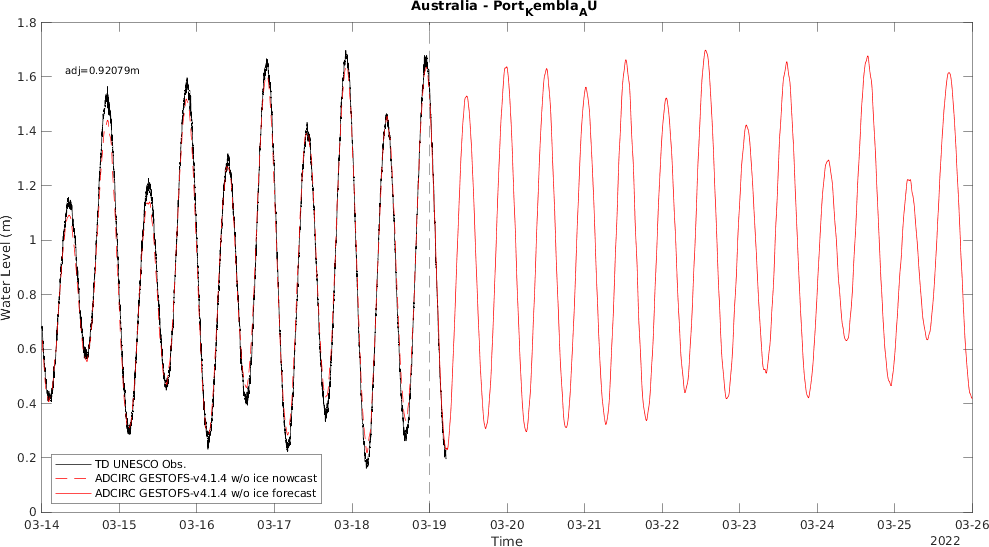 Australia - PortKemblaAU
adj=0.92079m
Water Level (m)
1.8
1.6
1.4
1.2
1
0.8
0.6
0.4
0.2
0
TD UNESCO Obs.
ADCIRC GESTOFS-v4.1.4 w/o ice nowcast
ADCIRC GESTOFS-v4.1.4 w/o ice forecast
03-14 03-15 03-16 03-17 03-18 03-19 03-20 03-21 03-22 03-23 03-24 03-25 03-26
Time
2022